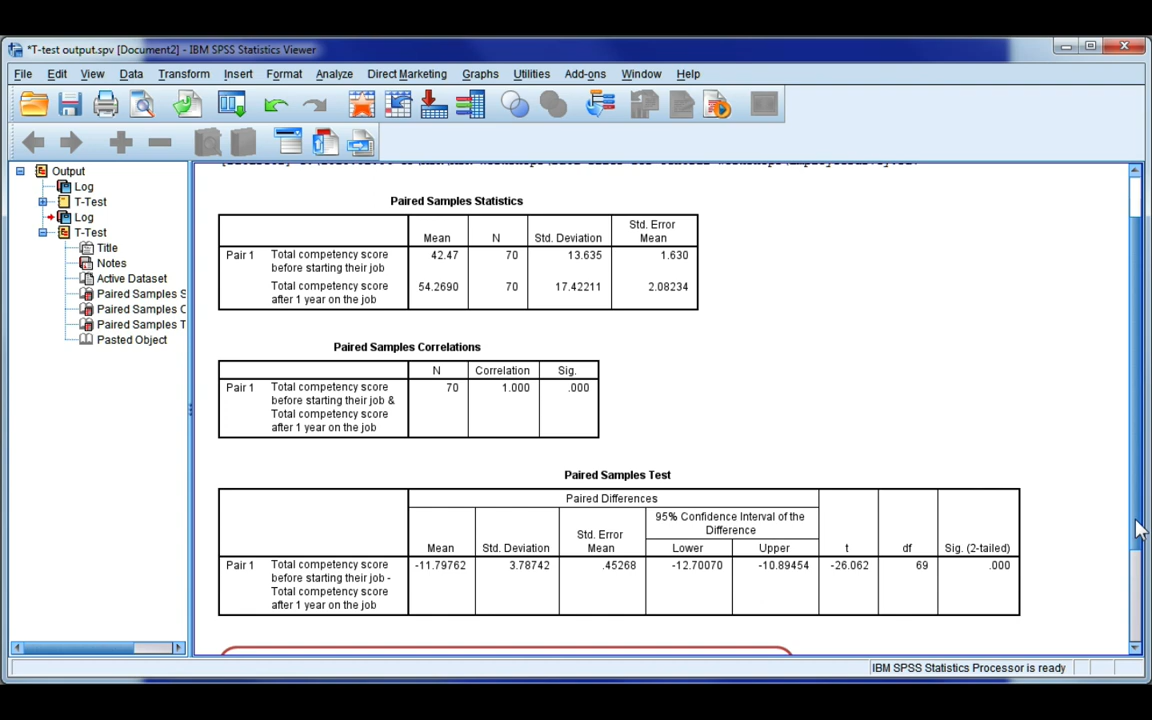 *T-test output.spv [Document2] - IBM SPSS Statistics Viewer
File Edit View Data Transform Insert Format Analyze Direct Marketing Graphs Utilities Add-ons Window Help
Output
Log
T-Test
Log
T-Test
Title
Notes
Active Dataset
Paired Samples S
Paired Samples C
Paired Samples T
Pasted Object
Paired Samples Statistics
Mean N Std. Deviation Std. Error Mean
Pair 1 Total competency score before starting their job 42.47 70 13.635 1.630
Total competency score after 1 year on the job 54.2690 70 17.42211 2.08234
Paired Samples Correlations
N Correlation Sig.
Pair 1 Total competency score before starting their job & Total competency score after 1 year on the job 70 1.000 .000
Paired Samples Test
Paired Differences
95% Confidence Interval of the Difference
Mean Std. Deviation Std. Error Mean Lower Upper t df Sig. (2-tailed)
Pair 1 Total competency score before starting their job - Total competency score after 1 year on the job -11.79762 3.78742 .45268 -12.70070 -10.89454 -26.062 69 .000
IBM SPSS Statistics Processor is ready